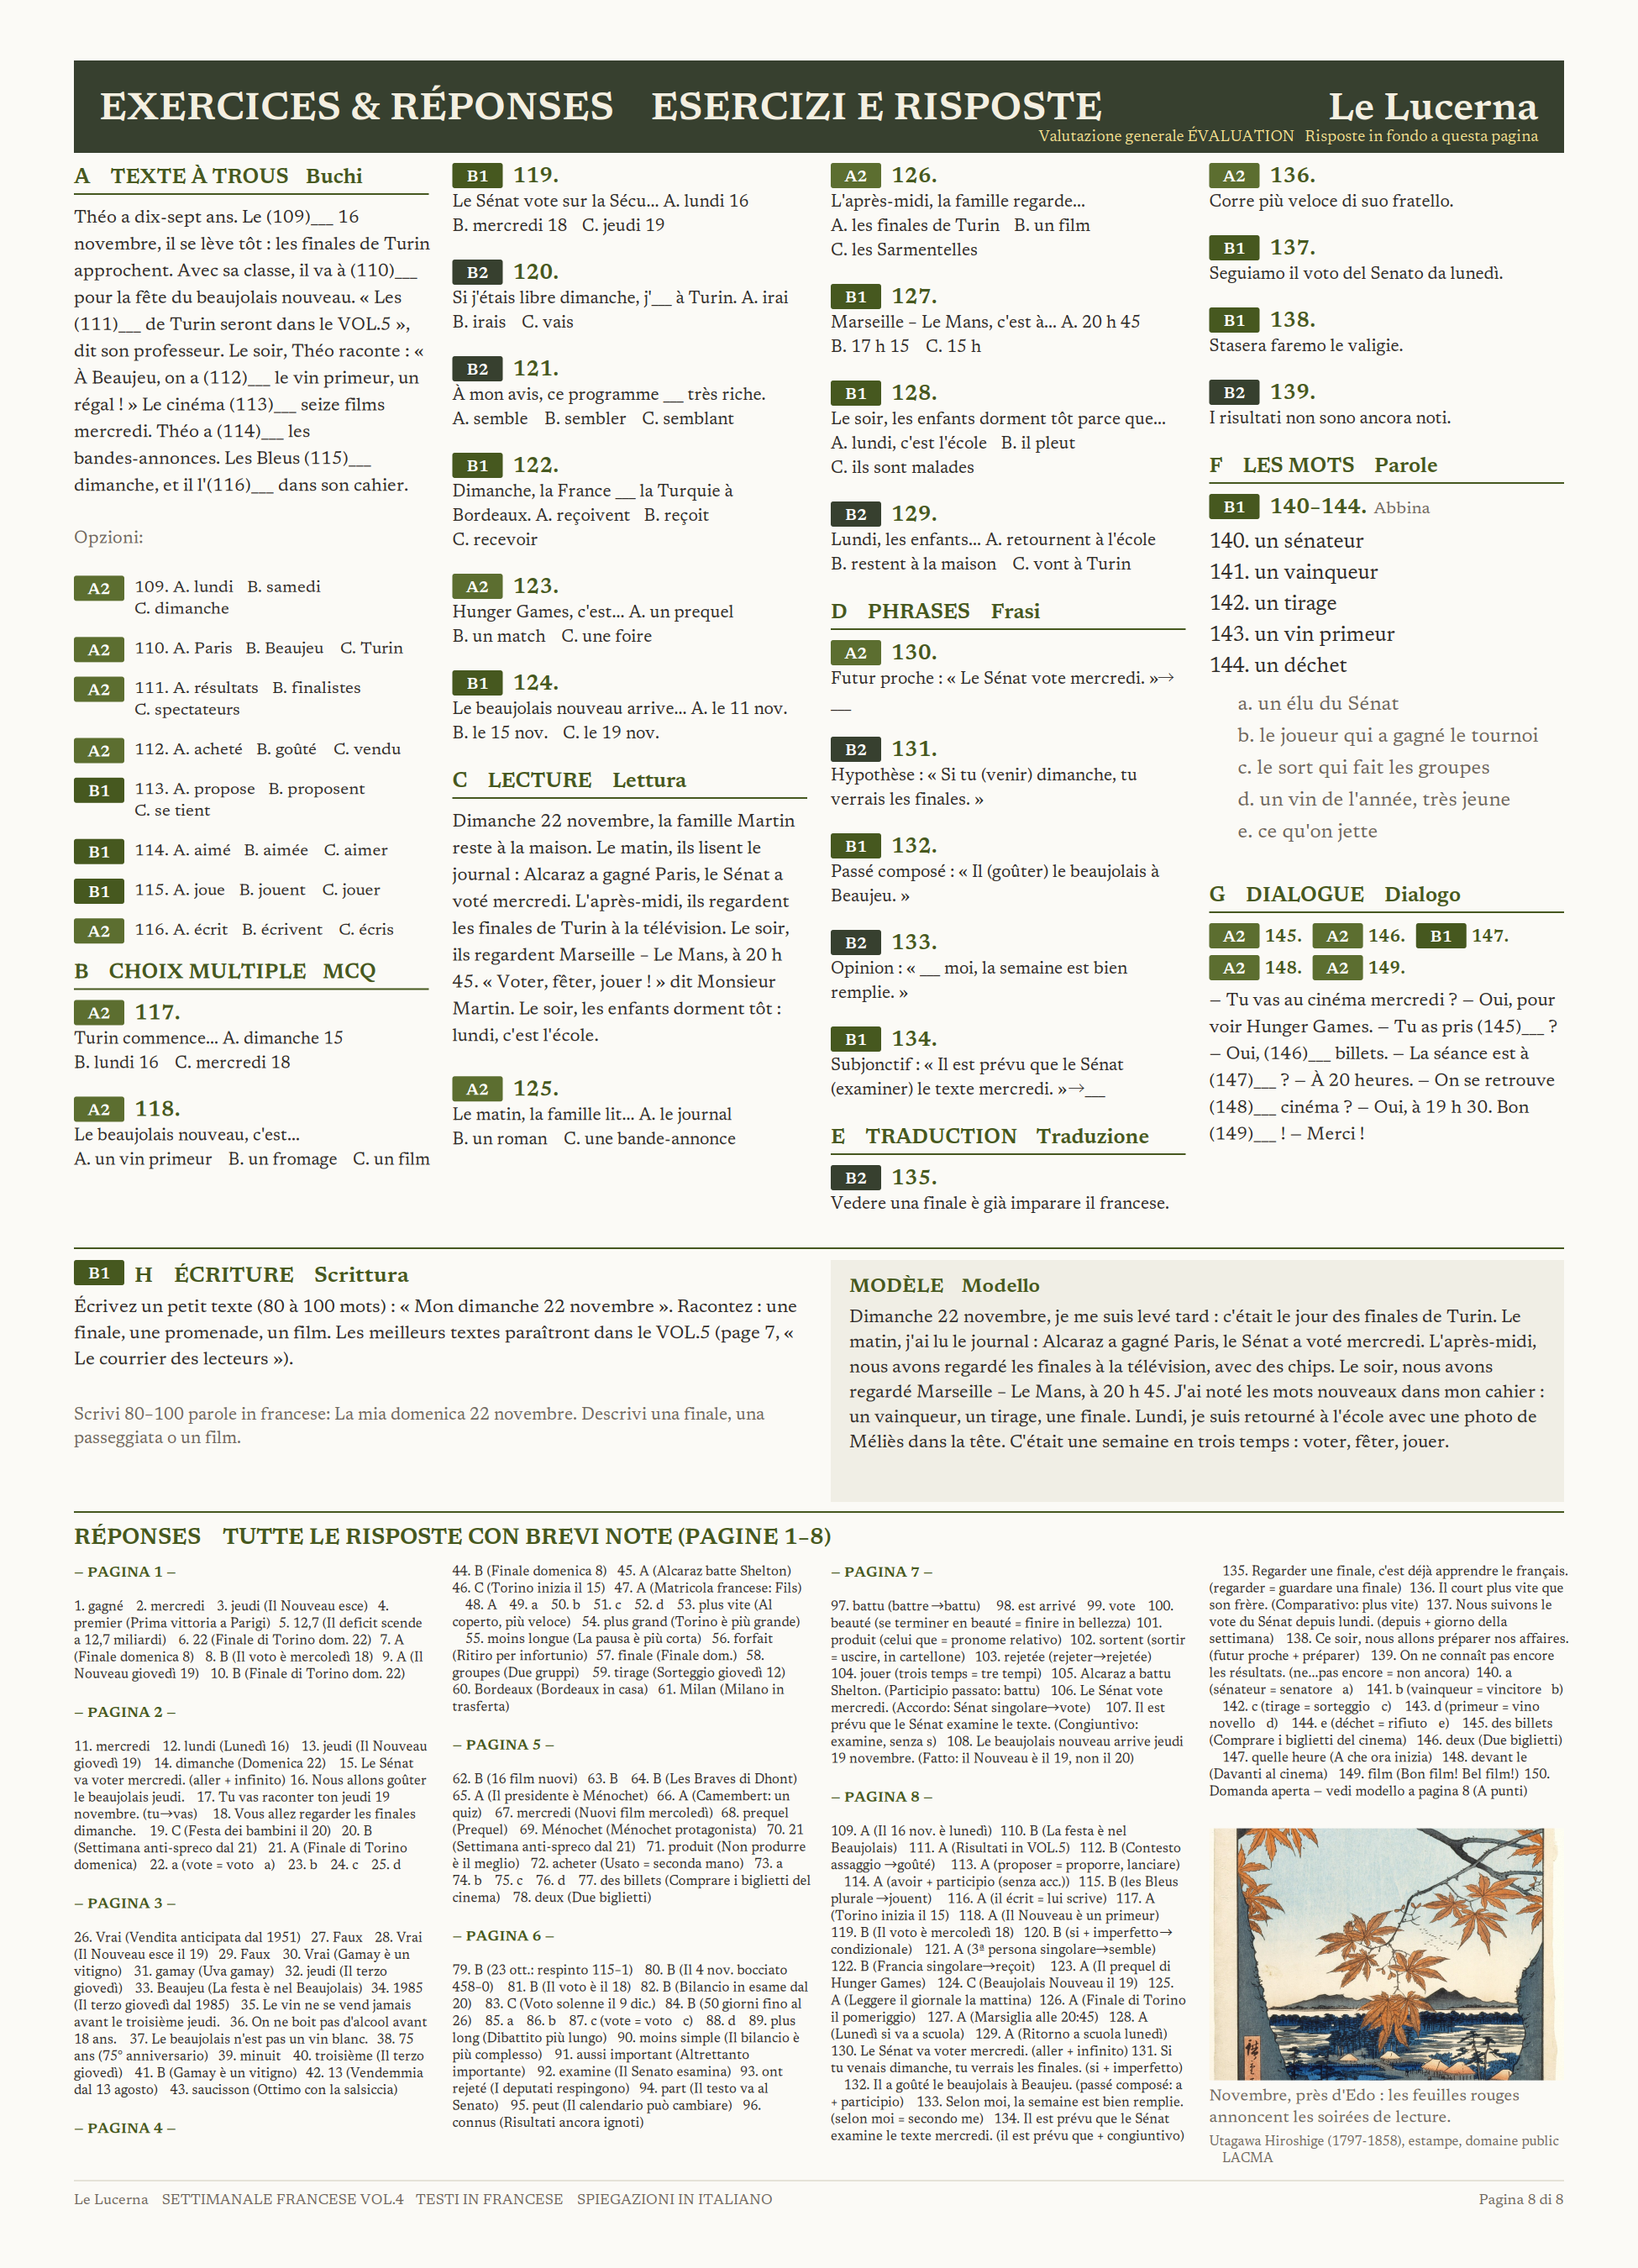 EXERCICES & RÉPONSES ESERCIZI E RISPOSTE
Le Lucerna
Valutazione generale ÉVALUATION Risposte in fondo a questa pagina
A TEXTE À TROUS Buchi
Théo a dix-sept ans. Le (109)___ 16
novembre, il se lève tôt : les finales de Turin
approchent. Avec sa classe, il va à (110)___
pour la fête du beaujolais nouveau. « Les
(111)___ de Turin seront dans le VOL.5 »,
dit son professeur. Le soir, Théo raconte : «
À Beaujeu, on a (112)___ le vin primeur, un
régal ! » Le cinéma (113)___ seize films
mercredi. Théo a (114)___ les
bandes-annonces. Les Bleus (115)___
dimanche, et il l'(116)___ dans son cahier.
Opzioni:
A2 109. A. lundi B. samedi
C. dimanche
A2 110. A. Paris B. Beaujeu C. Turin
A2 111. A. résultats B. finalistes
C. spectateurs
A2 112. A. acheté B. goûté C. vendu
B1 113. A. propose B. proposent
C. se tient
B1 114. A. aimé B. aimée C. aimer
B1 115. A. joue B. jouent C. jouer
A2 116. A. écrit B. écrivent C. écris
B CHOIX MULTIPLE MCQ
A2 117.
Turin commence... A. dimanche 15
B. lundi 16 C. mercredi 18
A2 118.
Le beaujolais nouveau, c'est...
A. un vin primeur B. un fromage C. un film
B1 119.
Le Sénat vote sur la Sécu... A. lundi 16
B. mercredi 18 C. jeudi 19
B2 120.
Si j'étais libre dimanche, j'___ à Turin. A. irai
B. irais C. vais
B2 121.
À mon avis, ce programme ___ très riche.
A. semble B. sembler C. semblant
B1 122.
Dimanche, la France ___ la Turquie à
Bordeaux. A. reçoivent B. reçoit
C. recevoir
A2 123.
Hunger Games, c'est... A. un prequel
B. un match C. une foire
B1 124.
Le beaujolais nouveau arrive... A. le 11 nov.
B. le 15 nov. C. le 19 nov.
C LECTURE Lettura
Dimanche 22 novembre, la famille Martin
reste à la maison. Le matin, ils lisent le
journal : Alcaraz a gagné Paris, le Sénat a
voté mercredi. L'après-midi, ils regardent
les finales de Turin à la télévision. Le soir,
ils regardent Marseille – Le Mans, à 20 h
45. « Voter, fêter, jouer ! » dit Monsieur
Martin. Le soir, les enfants dorment tôt :
lundi, c'est l'école.
A2 125.
Le matin, la famille lit... A. le journal
B. un roman C. une bande-annonce
A2 126.
L'après-midi, la famille regarde...
A. les finales de Turin B. un film
C. les Sarmentelles
B1 127.
Marseille – Le Mans, c'est à... A. 20 h 45
B. 17 h 15 C. 15 h
B1 128.
Le soir, les enfants dorment tôt parce que...
A. lundi, c'est l'école B. il pleut
C. ils sont malades
B2 129.
Lundi, les enfants... A. retournent à l'école
B. restent à la maison C. vont à Turin
D PHRASES Frasi
A2 130.
Futur proche : « Le Sénat vote mercredi. »→
___
B2 131.
Hypothèse : « Si tu (venir) dimanche, tu
verrais les finales. »
B1 132.
Passé composé : « Il (goûter) le beaujolais à
Beaujeu. »
B2 133.
Opinion : « ___ moi, la semaine est bien
remplie. »
B1 134.
Subjonctif : « Il est prévu que le Sénat
(examiner) le texte mercredi. »→___
E TRADUCTION Traduzione
B2 135.
Vedere una finale è già imparare il francese.
A2 136.
Corre più veloce di suo fratello.
B1 137.
Seguiamo il voto del Senato da lunedì.
B1 138.
Stasera faremo le valigie.
B2 139.
I risultati non sono ancora noti.
F LES MOTS Parole
B1 140–144. Abbina
140. un sénateur
141. un vainqueur
142. un tirage
143. un vin primeur
144. un déchet
a. un élu du Sénat
b. le joueur qui a gagné le tournoi
c. le sort qui fait les groupes
d. un vin de l'année, très jeune
e. ce qu'on jette
G DIALOGUE Dialogo
A2 145. A2 146. B1 147.
A2 148. A2 149.
— Tu vas au cinéma mercredi ? — Oui, pour
voir Hunger Games. — Tu as pris (145)___ ?
— Oui, (146)___ billets. — La séance est à
(147)___ ? — À 20 heures. — On se retrouve
(148)___ cinéma ? — Oui, à 19 h 30. Bon
(149)___ ! — Merci !
B1 H ÉCRITURE Scrittura
Écrivez un petit texte (80 à 100 mots) : « Mon dimanche 22 novembre ». Racontez : une
finale, une promenade, un film. Les meilleurs textes paraîtront dans le VOL.5 (page 7, «
Le courrier des lecteurs »).
Scrivi 80–100 parole in francese: La mia domenica 22 novembre. Descrivi una finale, una
passeggiata o un film.
MODÈLE Modello
Dimanche 22 novembre, je me suis levé tard : c'était le jour des finales de Turin. Le
matin, j'ai lu le journal : Alcaraz a gagné Paris, le Sénat a voté mercredi. L'après-midi,
nous avons regardé les finales à la télévision, avec des chips. Le soir, nous avons
regardé Marseille – Le Mans, à 20 h 45. J'ai noté les mots nouveaux dans mon cahier :
un vainqueur, un tirage, une finale. Lundi, je suis retourné à l'école avec une photo de
Méliès dans la tête. C'était une semaine en trois temps : voter, fêter, jouer.
RÉPONSES TUTTE LE RISPOSTE CON BREVI NOTE (PAGINE 1–8)
— PAGINA 1 —
1. gagné 2. mercredi 3. jeudi (Il Nouveau esce) 4.
premier (Prima vittoria a Parigi) 5. 12,7 (Il deficit scende
a 12,7 miliardi) 6. 22 (Finale di Torino dom. 22) 7. A
(Finale domenica 8) 8. B (Il voto è mercoledì 18) 9. A (Il
Nouveau giovedì 19) 10. B (Finale di Torino dom. 22)
— PAGINA 2 —
11. mercredi 12. lundi (Lunedì 16) 13. jeudi (Il Nouveau
giovedì 19) 14. dimanche (Domenica 22) 15. Le Sénat
va voter mercredi. (aller + infinito) 16. Nous allons goûter
le beaujolais jeudi. 17. Tu vas raconter ton jeudi 19
novembre. (tu→vas) 18. Vous allez regarder les finales
dimanche. 19. C (Festa dei bambini il 20) 20. B
(Settimana anti-spreco dal 21) 21. A (Finale di Torino
domenica) 22. a (vote = voto a) 23. b 24. c 25. d
— PAGINA 3 —
26. Vrai (Vendita anticipata dal 1951) 27. Faux 28. Vrai
(Il Nouveau esce il 19) 29. Faux 30. Vrai (Gamay è un
vitigno) 31. gamay (Uva gamay) 32. jeudi (Il terzo
giovedì) 33. Beaujeu (La festa è nel Beaujolais) 34. 1985
(Il terzo giovedì dal 1985) 35. Le vin ne se vend jamais
avant le troisième jeudi. 36. On ne boit pas d'alcool avant
18 ans. 37. Le beaujolais n'est pas un vin blanc. 38. 75
ans (75° anniversario) 39. minuit 40. troisième (Il terzo
giovedì) 41. B (Gamay è un vitigno) 42. 13 (Vendemmia
dal 13 agosto) 43. saucisson (Ottimo con la salsiccia)
— PAGINA 4 —
44. B (Finale domenica 8) 45. A (Alcaraz batte Shelton)
46. C (Torino inizia il 15) 47. A (Matricola francese: Fils)
48. A 49. a 50. b 51. c 52. d 53. plus vite (Al
coperto, più veloce) 54. plus grand (Torino è più grande)
55. moins longue (La pausa è più corta) 56. forfait
(Ritiro per infortunio) 57. finale (Finale dom.) 58.
groupes (Due gruppi) 59. tirage (Sorteggio giovedì 12)
60. Bordeaux (Bordeaux in casa) 61. Milan (Milano in
trasferta)
— PAGINA 5 —
62. B (16 film nuovi) 63. B 64. B (Les Braves di Dhont)
65. A (Il presidente è Ménochet) 66. A (Camembert: un
quiz) 67. mercredi (Nuovi film mercoledì) 68. prequel
(Prequel) 69. Ménochet (Ménochet protagonista) 70. 21
(Settimana anti-spreco dal 21) 71. produit (Non produrre
è il meglio) 72. acheter (Usato = seconda mano) 73. a
74. b 75. c 76. d 77. des billets (Comprare i biglietti del
cinema) 78. deux (Due biglietti)
— PAGINA 6 —
79. B (23 ott.: respinto 115–1) 80. B (Il 4 nov. bocciato
458–0) 81. B (Il voto è il 18) 82. B (Bilancio in esame dal
20) 83. C (Voto solenne il 9 dic.) 84. B (50 giorni fino al
26) 85. a 86. b 87. c (vote = voto c) 88. d 89. plus
long (Dibattito più lungo) 90. moins simple (Il bilancio è
più complesso) 91. aussi important (Altrettanto
importante) 92. examine (Il Senato esamina) 93. ont
rejeté (I deputati respingono) 94. part (Il testo va al
Senato) 95. peut (Il calendario può cambiare) 96.
connus (Risultati ancora ignoti)
— PAGINA 7 —
97. battu (battre→battu) 98. est arrivé 99. vote 100.
beauté (se terminer en beauté = finire in bellezza) 101.
produit (celui que = pronome relativo) 102. sortent (sortir
= uscire, in cartellone) 103. rejetée (rejeter→rejetée)
104. jouer (trois temps = tre tempi) 105. Alcaraz a battu
Shelton. (Participio passato: battu) 106. Le Sénat vote
mercredi. (Accordo: Sénat singolare→vote) 107. Il est
prévu que le Sénat examine le texte. (Congiuntivo:
examine, senza s) 108. Le beaujolais nouveau arrive jeudi
19 novembre. (Fatto: il Nouveau è il 19, non il 20)
— PAGINA 8 —
109. A (Il 16 nov. è lunedì) 110. B (La festa è nel
Beaujolais) 111. A (Risultati in VOL.5) 112. B (Contesto
assaggio →goûté) 113. A (proposer = proporre, lanciare)
114. A (avoir + participio (senza acc.)) 115. B (les Bleus
plurale →jouent) 116. A (il écrit = lui scrive) 117. A
(Torino inizia il 15) 118. A (Il Nouveau è un primeur)
119. B (Il voto è mercoledì 18) 120. B (si + imperfetto→
condizionale) 121. A (3ª persona singolare→semble)
122. B (Francia singolare→reçoit) 123. A (Il prequel di
Hunger Games) 124. C (Beaujolais Nouveau il 19) 125.
A (Leggere il giornale la mattina) 126. A (Finale di Torino
il pomeriggio) 127. A (Marsiglia alle 20:45) 128. A
(Lunedì si va a scuola) 129. A (Ritorno a scuola lunedì)
130. Le Sénat va voter mercredi. (aller + infinito) 131. Si
tu venais dimanche, tu verrais les finales. (si + imperfetto)
132. Il a goûté le beaujolais à Beaujeu. (passé composé: a
+ participio) 133. Selon moi, la semaine est bien remplie.
(selon moi = secondo me) 134. Il est prévu que le Sénat
examine le texte mercredi. (il est prévu que + congiuntivo)
135. Regarder une finale, c'est déjà apprendre le français.
(regarder = guardare una finale) 136. Il court plus vite que
son frère. (Comparativo: plus vite) 137. Nous suivons le
vote du Sénat depuis lundi. (depuis + giorno della
settimana) 138. Ce soir, nous allons préparer nos affaires.
(futur proche + préparer) 139. On ne connaît pas encore
les résultats. (ne...pas encore = non ancora) 140. a
(sénateur = senatore a) 141. b (vainqueur = vincitore b)
142. c (tirage = sorteggio c) 143. d (primeur = vino
novello d) 144. e (déchet = rifiuto e) 145. des billets
(Comprare i biglietti del cinema) 146. deux (Due biglietti)
147. quelle heure (A che ora inizia) 148. devant le
(Davanti al cinema) 149. film (Bon film! Bel film!) 150.
Domanda aperta — vedi modello a pagina 8 (A punti)
Novembre, près d'Edo : les feuilles rouges
annoncent les soirées de lecture.
Utagawa Hiroshige (1797-1858), estampe, domaine public
LACMA
Le Lucerna SETTIMANALE FRANCESE VOL.4 TESTI IN FRANCESE SPIEGAZIONI IN ITALIANO
Pagina 8 di 8